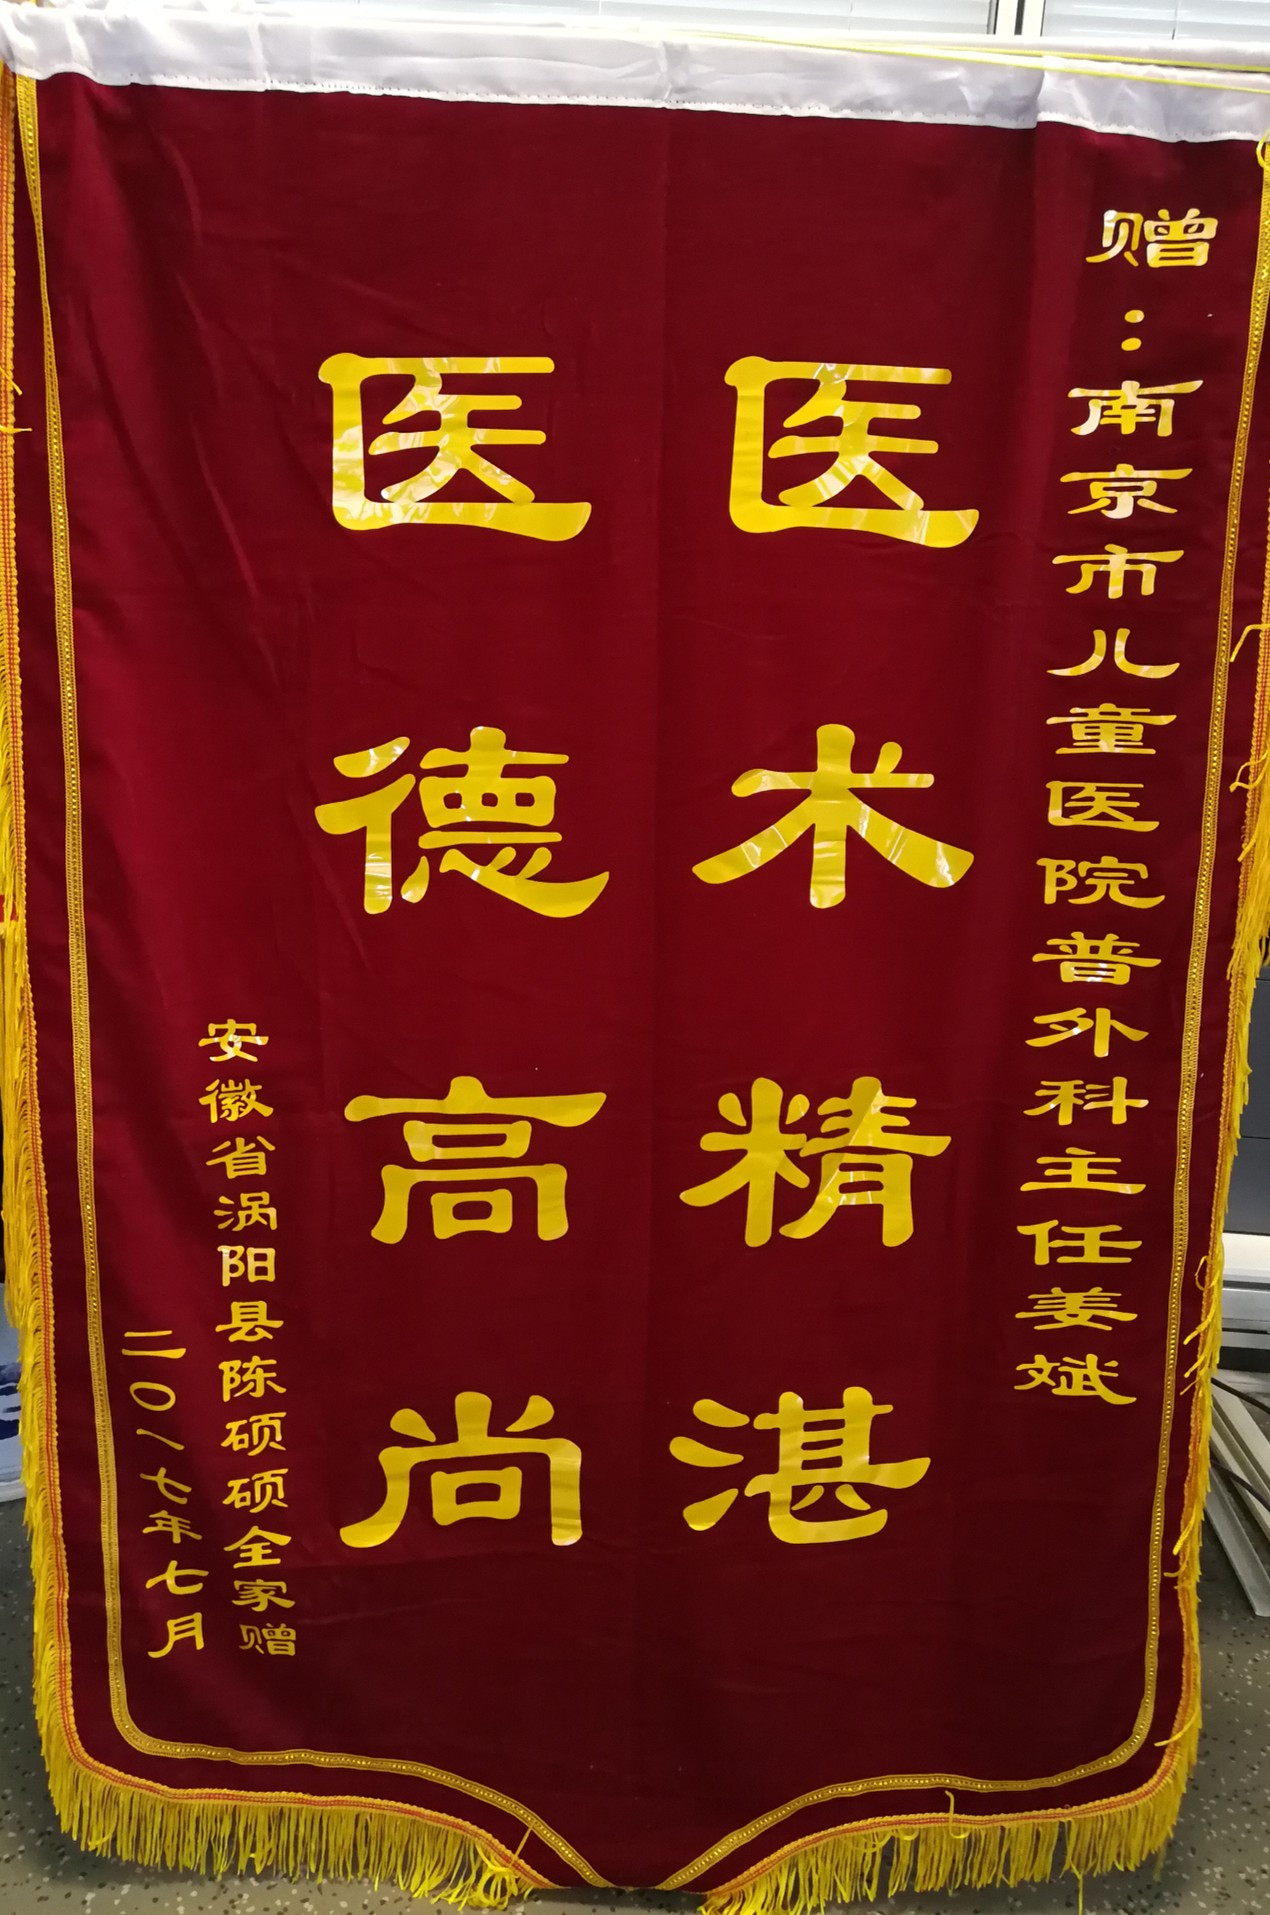 赠：南京市儿童医院普外科主任姜斌
医术精湛
医德高尚
安徽省涡阳县陈硕硕全家赠
二〇一七年七月